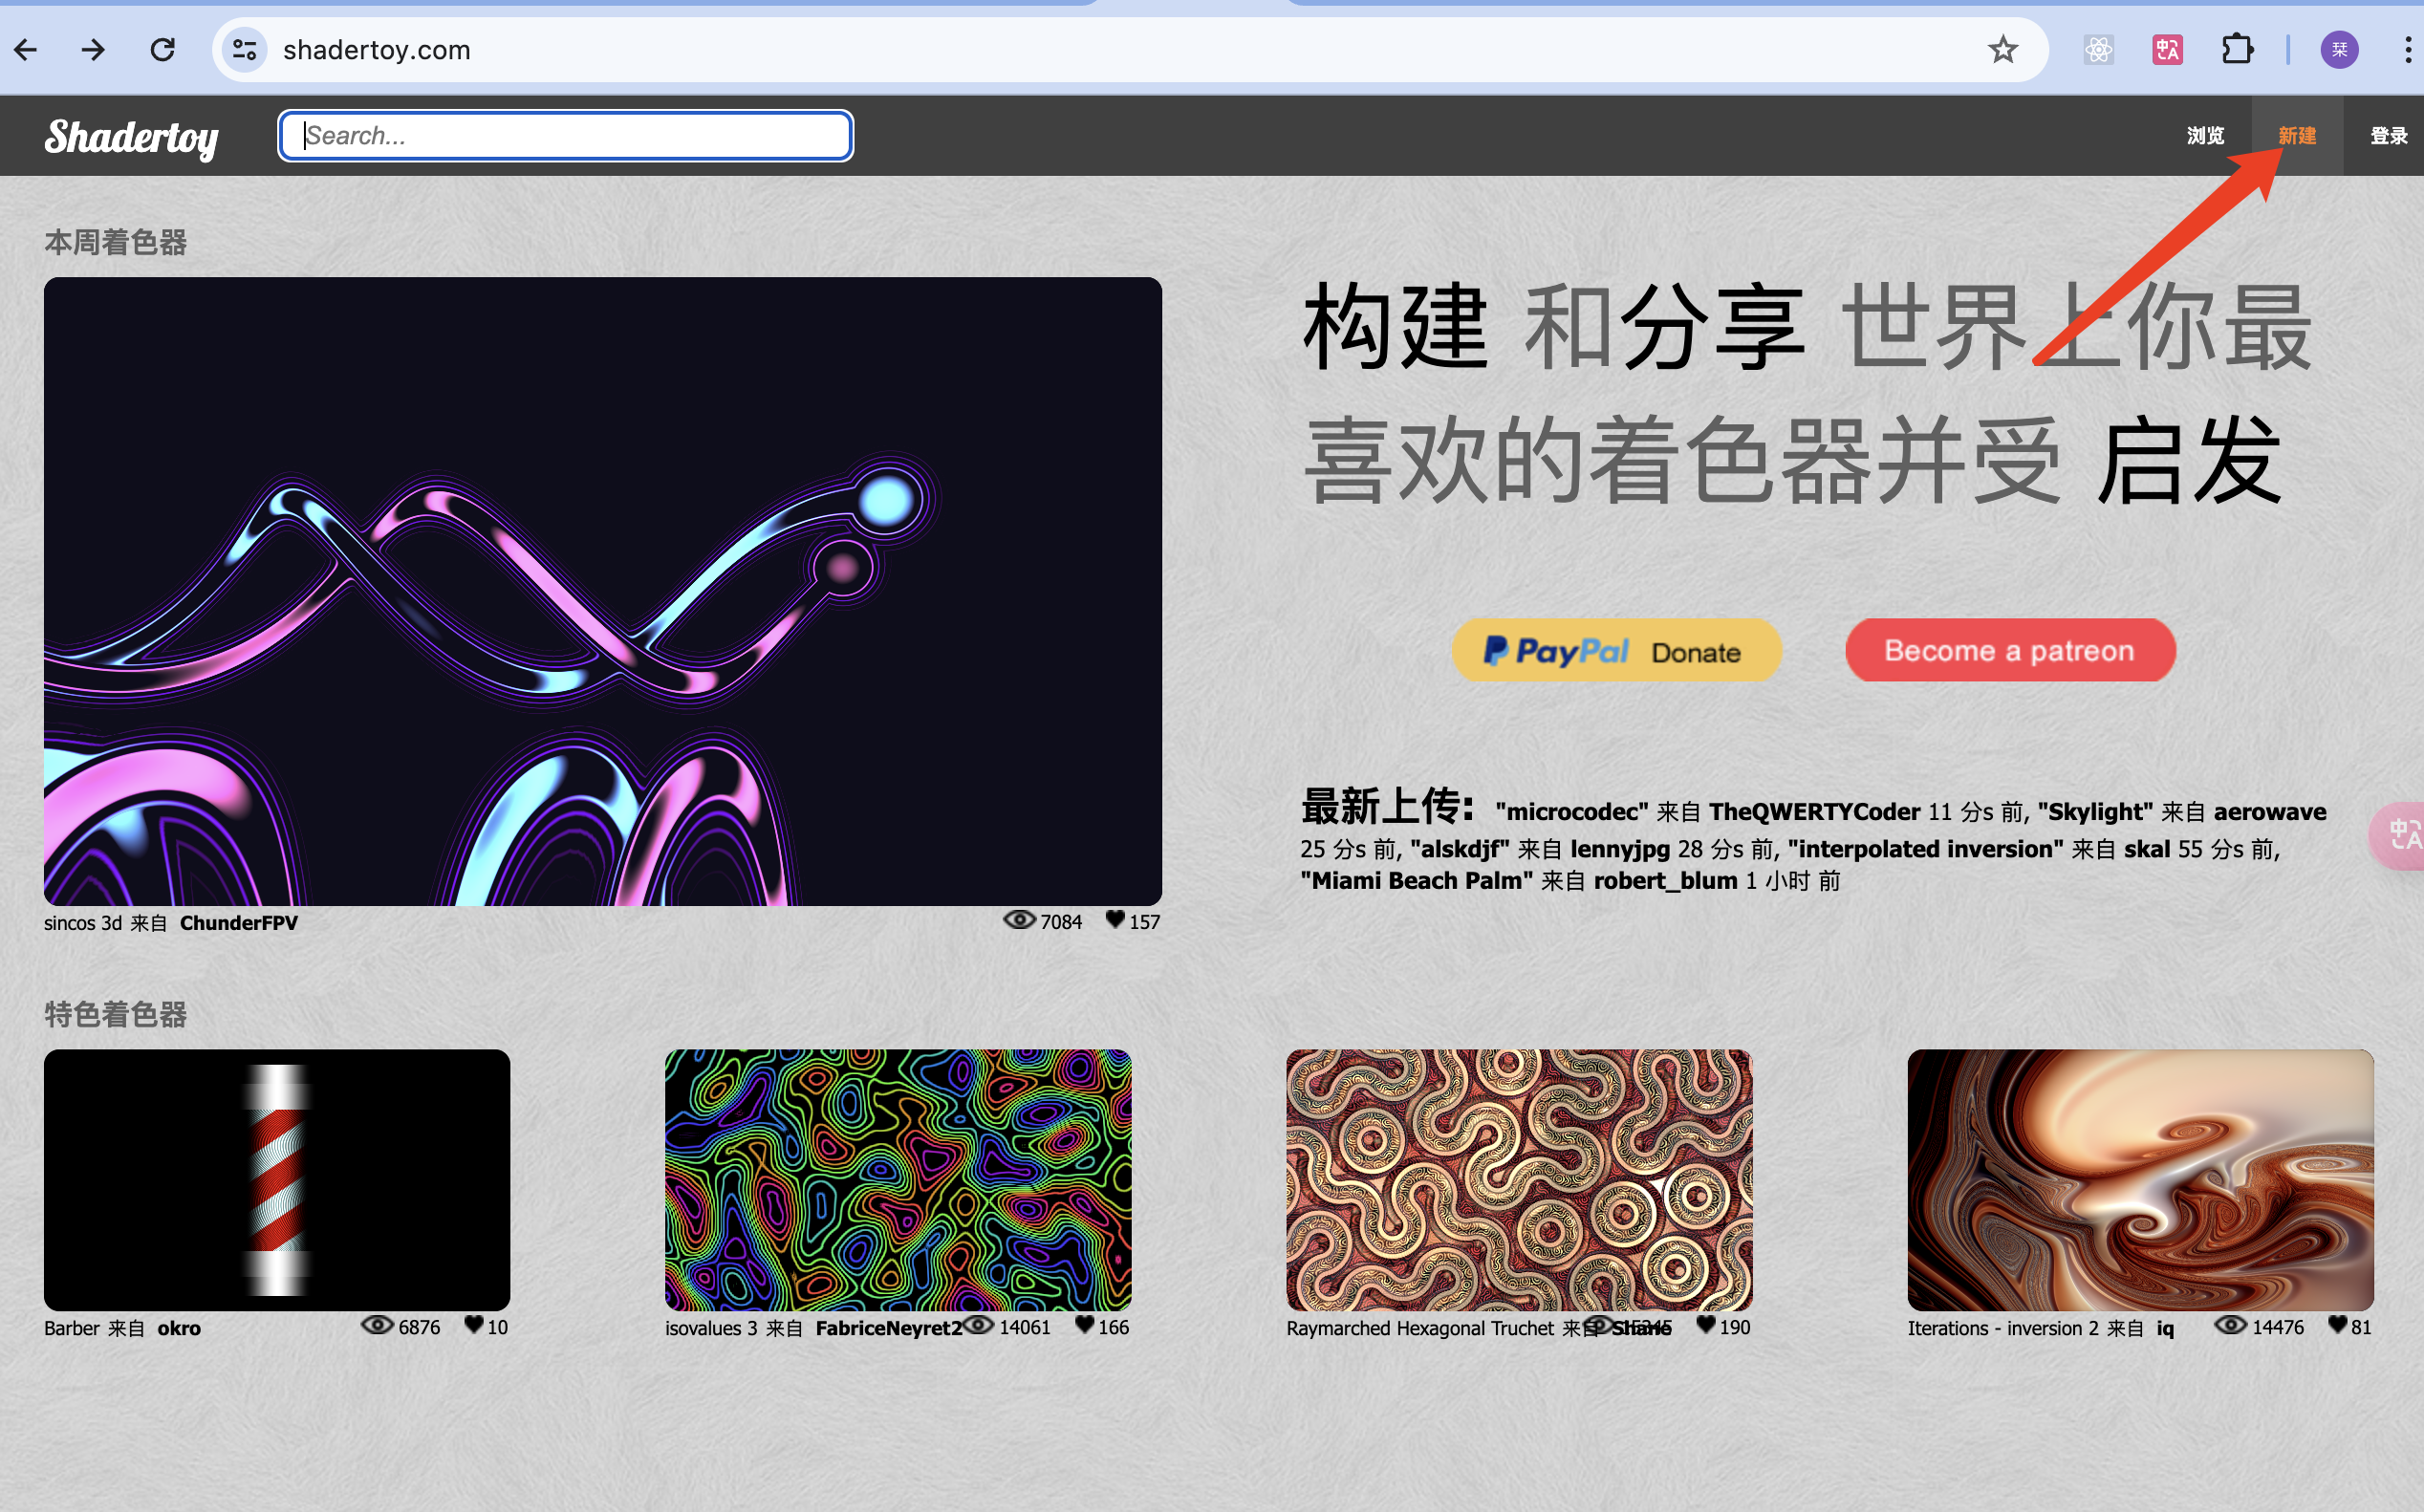 shadertoy.com
栞
Shadertoy
Search...
浏览
新建
登录
本周着色器
构建 和分享 世界上你最
喜欢的着色器并受 启发
PayPal Donate
Become a patreon
最新上传: "microcodec" 来自 TheQWERTYCoder 11 分s 前, "Skylight" 来自 aerowave
25 分s 前, "alskdjf" 来自 lennyjpg 28 分s 前, "interpolated inversion" 来自 skal 55 分s 前,
"Miami Beach Palm" 来自 robert_blum 1 小时 前
中A
sincos 3d 来自 ChunderFPV 7084 157
特色着色器
Barber 来自 okro 6876 10
isovalues 3 来自 FabriceNeyret2 14061 166
Raymarched Hexagonal Truchet 来自 Shane 190
Iterations - inversion 2 来自 iq 14476 81